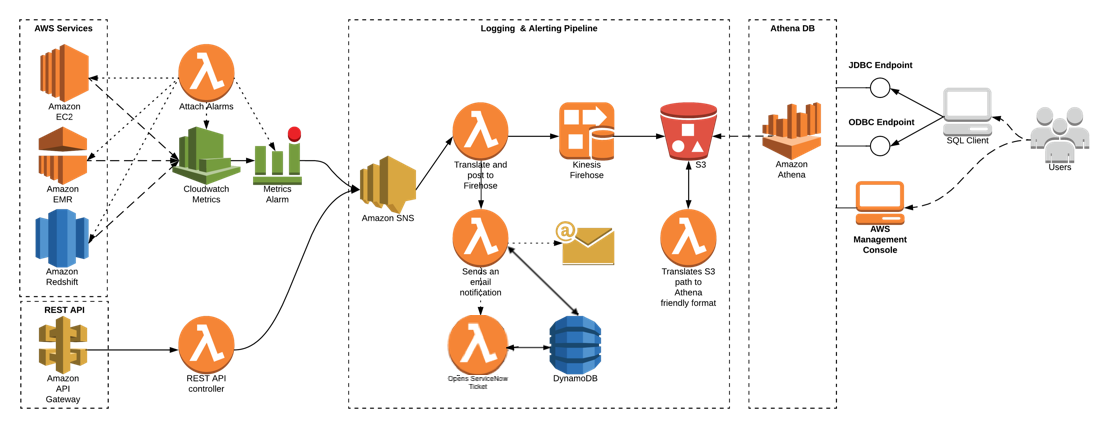 AWS Services
Amazon
EC2
Amazon
EMR
Amazon
Redshift
REST API
Amazon
API
Gateway
Attach Alarms
Cloudwatch
Metrics
Metrics
Alarm
REST API
controller
Logging & Alerting Pipeline
Amazon SNS
Translate and
post to
Firehose
Kinesis
Firehose
S3
Sends an
email
notification
@
Translates S3
path to
Athena
friendly format
Opens ServiceNow
Ticket
DynamoDB
Athena DB
Amazon
Athena
JDBC Endpoint
ODBC Endpoint
SQL Client
Users
AWS
Management
Console